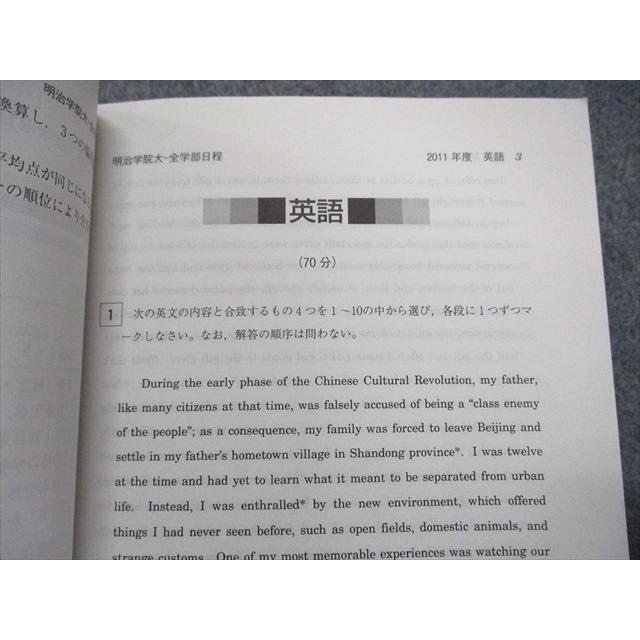 明治学院大-全
換算し，3つの
平均点が同じにな
の順位により合
明治学院大-全学部日程
2011年度 英語 3
英語
(70分)
1 次の英文の内容と合致するもの4つを1～10の中から選び，各段に1つずつマ
ークしなさい。なお，解答の順序は問わない。
During the early phase of the Chinese Cultural Revolution, my father,
like many citizens at that time, was falsely accused of being a “class enemy
of the people”; as a consequence, my family was forced to leave Beijing and
settle in my father's hometown village in Shandong province*. I was twelve
at the time and had yet to learn what it meant to be separated from urban
life. Instead, I was enthralled* by the new environment, which offered
things I had never seen before, such as open fields, domestic animals, and
strange customs. One of my most memorable experiences was watching our